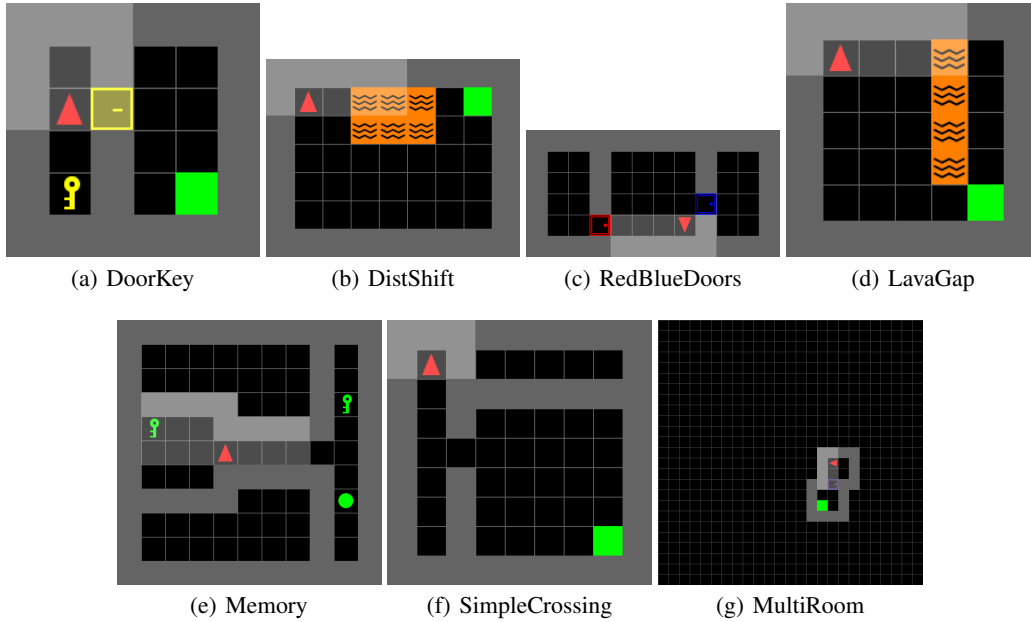 (a) DoorKey
(b) DistShift
(c) RedBlueDoors
(d) LavaGap
(e) Memory
(f) SimpleCrossing
(g) MultiRoom